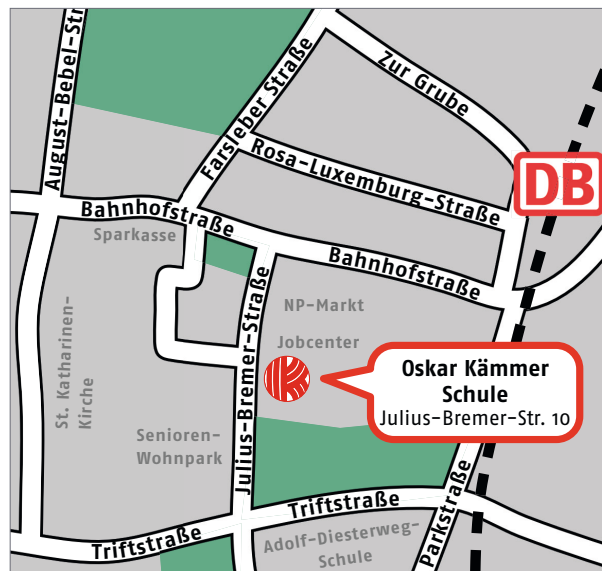 August-Bebel-Str
Farsleber Straße
Zur Grube
Rosa-Luxemburg-Straße
DB
Bahnhofstraße
Sparkasse
Bahnhofstraße
NP-Markt
Jobcenter
St. Katharinen-
Kirche
Julius-Bremer-Straße
Oskar Kämmer
Schule
Julius-Bremer-Str. 10
Senioren-
Wohnpark
Triftstraße
Triftstraße
Parkstraße
Adolf-Diesterweg-
Schule